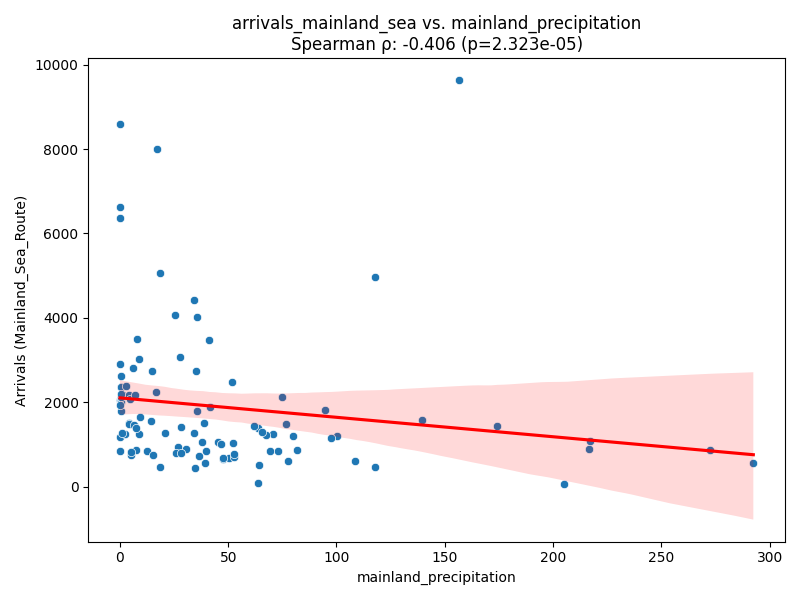 arrivals_mainland_sea vs. mainland_precipitation
Spearman ρ: -0.406 (p=2.323e-05)
Arrivals (Mainland_Sea_Route)
10000
8000
6000
4000
2000
0
0 50 100 150 200 250 300
mainland_precipitation